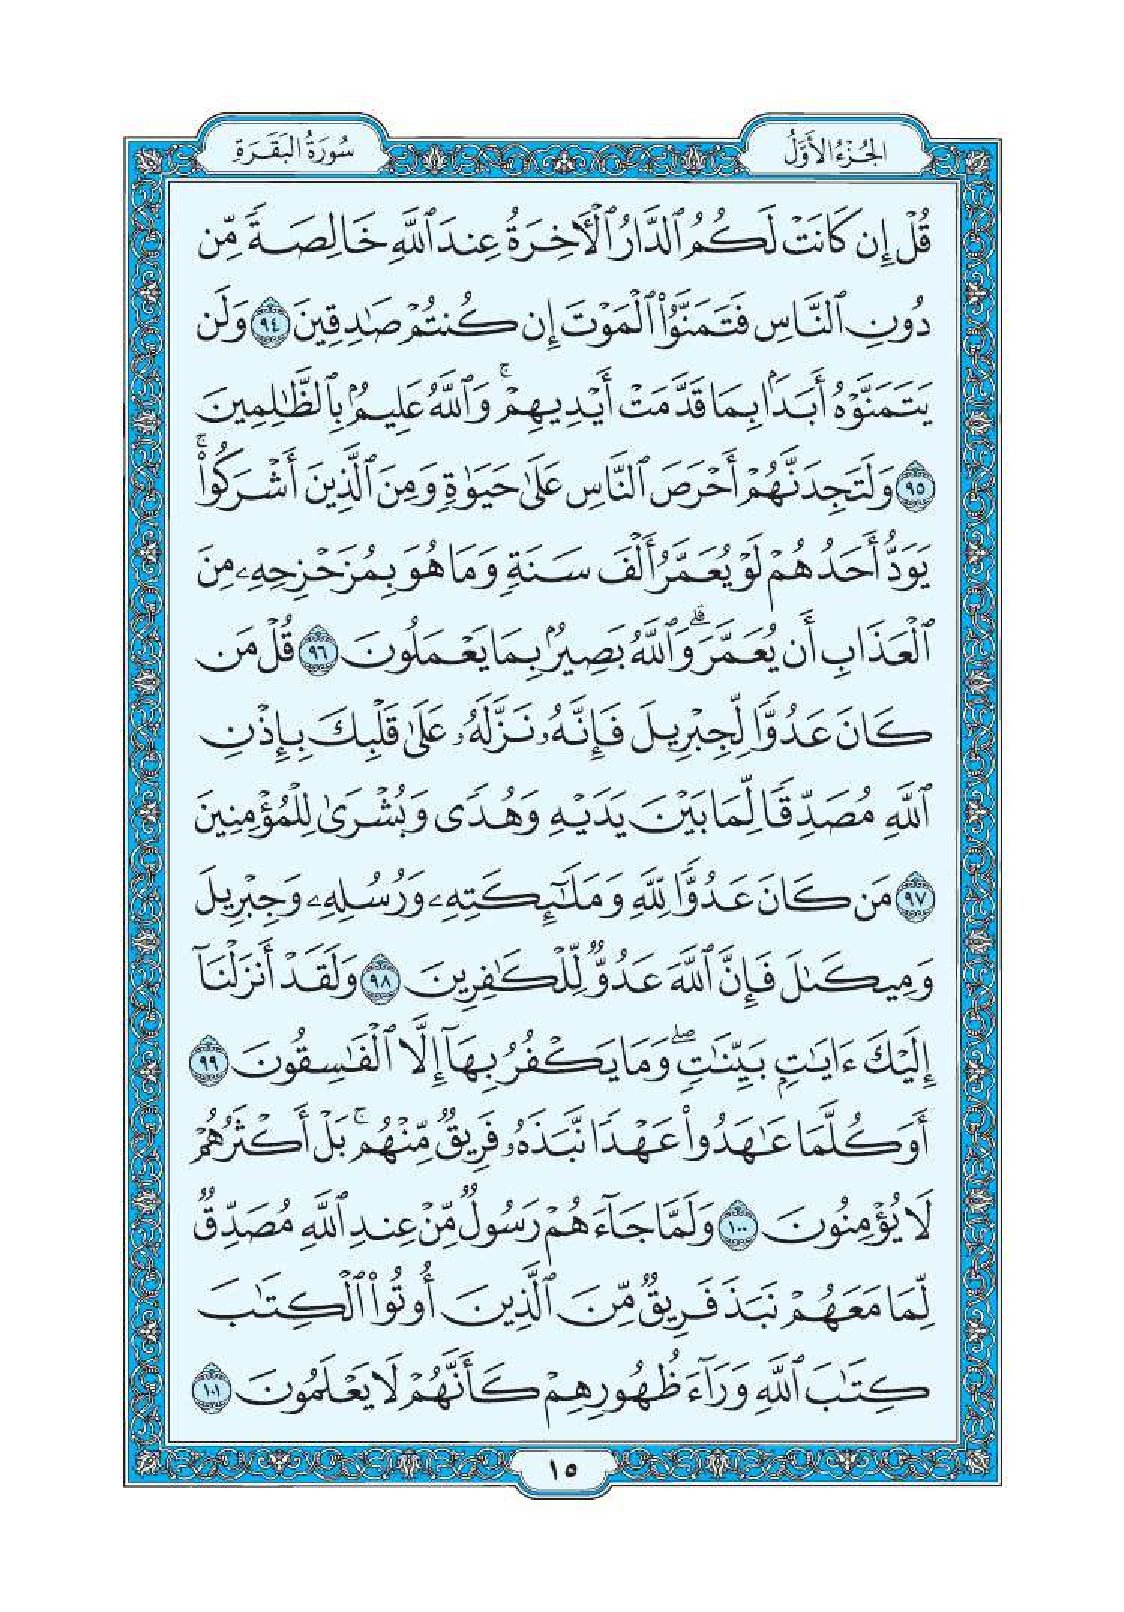 الجُزْءُ الأَوَّلُ
سُورَةُ البَقَرَةِ
قُلْ إِن كَانَتْ لَكُمُ ٱلدَّارُ ٱلْأَخِرَةُ عِندَ ٱللَّهِ خَالِصَةً مِّن
دُونِ ٱلنَّاسِ فَتَمَنَّوُا۟ ٱلْمَوْتَ إِن كُنتُمْ صَٰدِقِينَ ٩٤ وَلَن
يَتَمَنَّوْهُ أَبَدَۢا بِمَا قَدَّمَتْ أَيْدِيهِمْ ۚ وَٱللَّهُ عَلِيمُۢ بِٱلظَّٰلِمِينَ
٩٥ وَلَتَجِدَنَّهُمْ أَحْرَصَ ٱلنَّاسِ عَلَىٰ حَيَوٰةٍ وَمِنَ ٱلَّذِينَ أَشْرَكُوا۟ ۚ
يَوَدُّ أَحَدُهُمْ لَوْ يُعَمَّرُ أَلْفَ سَنَةٍ وَمَا هُوَ بِمُزَحْزِحِهِۦ مِنَ
ٱلْعَذَابِ أَن يُعَمَّرَ ۗ وَٱللَّهُ بَصِيرُۢ بِمَا يَعْمَلُونَ ٩٦ قُلْ مَن
كَانَ عَدُوًّا لِّجِبْرِيلَ فَإِنَّهُۥ نَزَّلَهُۥ عَلَىٰ قَلْبِكَ بِإِذْنِ
ٱللَّهِ مُصَدِّقًا لِّمَا بَيْنَ يَدَيْهِ وَهُدًى وَبُشْرَىٰ لِلْمُؤْمِنِينَ
٩٧ مَن كَانَ عَدُوًّا لِّلَّهِ وَمَلَٰٓئِكَتِهِۦ وَرُسُلِهِۦ وَجِبْرِيلَ
وَمِيكَىٰلَ فَإِنَّ ٱللَّهَ عَدُوٌّ لِّلْكَٰفِرِينَ ٩٨ وَلَقَدْ أَنزَلْنَآ
إِلَيْكَ ءَايَٰتٍۭ بَيِّنَٰتٍ ۖ وَمَا يَكْفُرُ بِهَآ إِلَّا ٱلْفَٰسِقُونَ ٩٩
أَوَكُلَّمَا عَٰهَدُوا۟ عَهْدًا نَّبَذَهُۥ فَرِيقٌ مِّنْهُم ۚ بَلْ أَكْثَرُهُمْ
لَا يُؤْمِنُونَ ١٠٠ وَلَمَّا جَآءَهُمْ رَسُولٌ مِّنْ عِندِ ٱللَّهِ مُصَدِّقٌ
لِّمَا مَعَهُمْ نَبَذَ فَرِيقٌ مِّنَ ٱلَّذِينَ أُوتُوا۟ ٱلْكِتَٰبَ
كِتَٰبَ ٱللَّهِ وَرَآءَ ظُهُورِهِمْ كَأَنَّهُمْ لَا يَعْلَمُونَ ١٠١
١٥